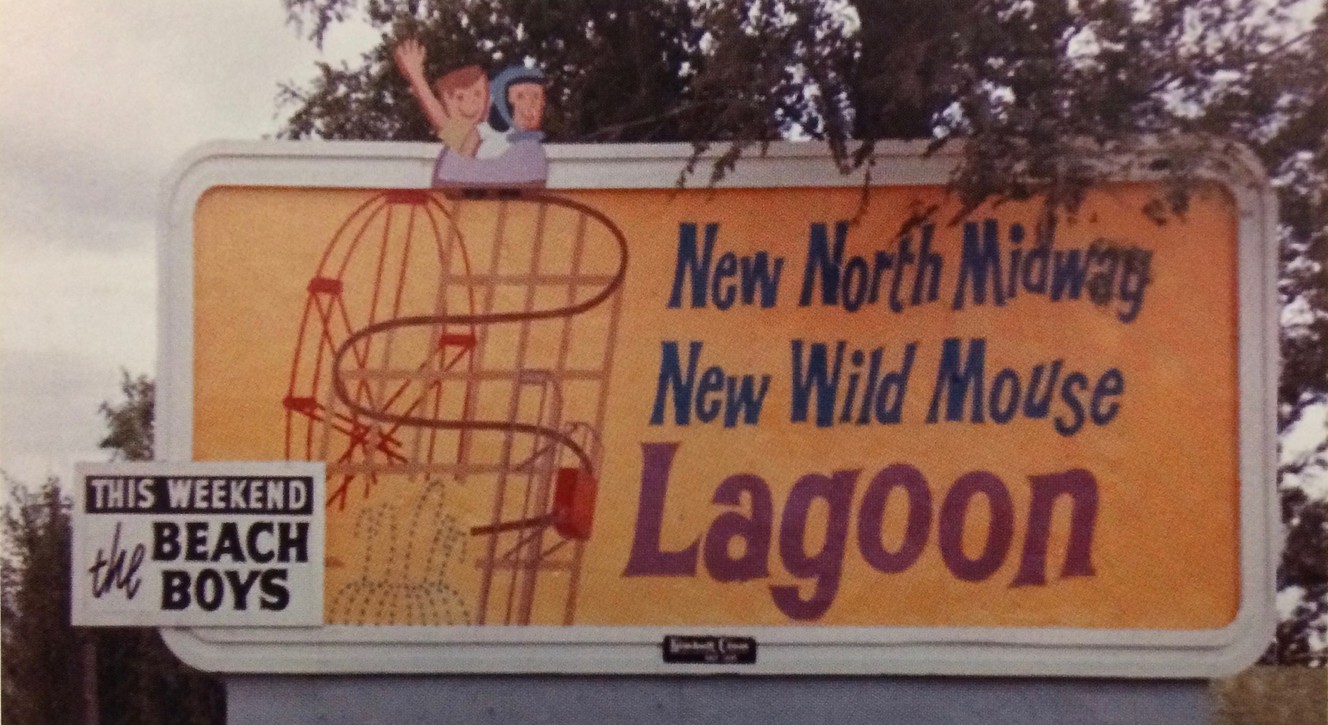 New North Midway
New Wild Mouse
Lagoon
THIS WEEKEND
the BEACH
BOYS